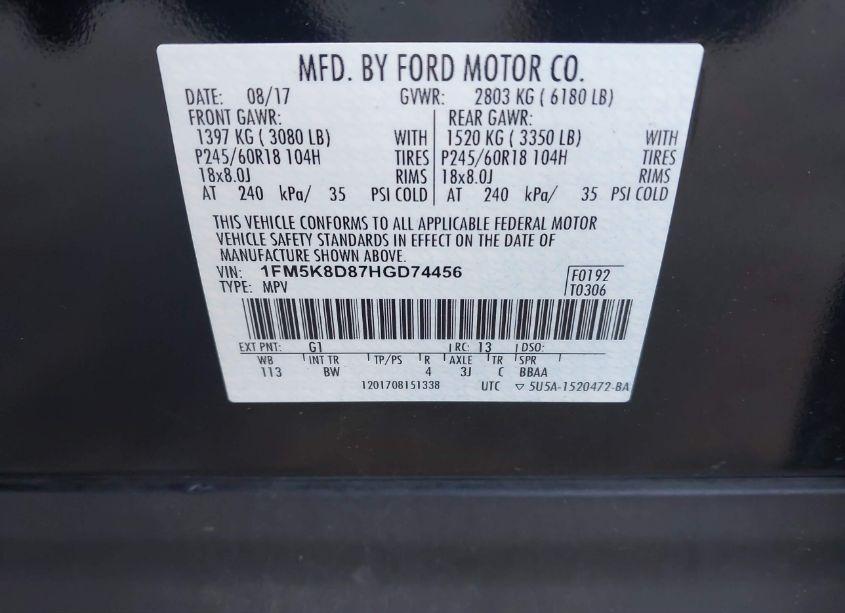 MFD. BY FORD MOTOR CO.
DATE: 08/17 GVWR: 2803 KG ( 6180 LB)
FRONT GAWR: REAR GAWR:
1397 KG ( 3080 LB) WITH 1520 KG ( 3350 LB) WITH
P245/60R18 104H TIRES P245/60R18 104H TIRES
18x8.0J RIMS 18x8.0J RIMS
AT 240 kPa/ 35 PSI COLD AT 240 kPa/ 35 PSI COLD
THIS VEHICLE CONFORMS TO ALL APPLICABLE FEDERAL MOTOR
VEHICLE SAFETY STANDARDS IN EFFECT ON THE DATE OF
MANUFACTURE SHOWN ABOVE.
VIN: 1FM5K8D87HGD74456 F0192
TYPE: MPV T0306
EXT PNT: G1 RC: 13 DSO:
WB INT TR TP/PS R AXLE TR SPR
113 BW 4 3J C BBAA
1201708151338 UTC ▽ 5U5A-1520472-BA